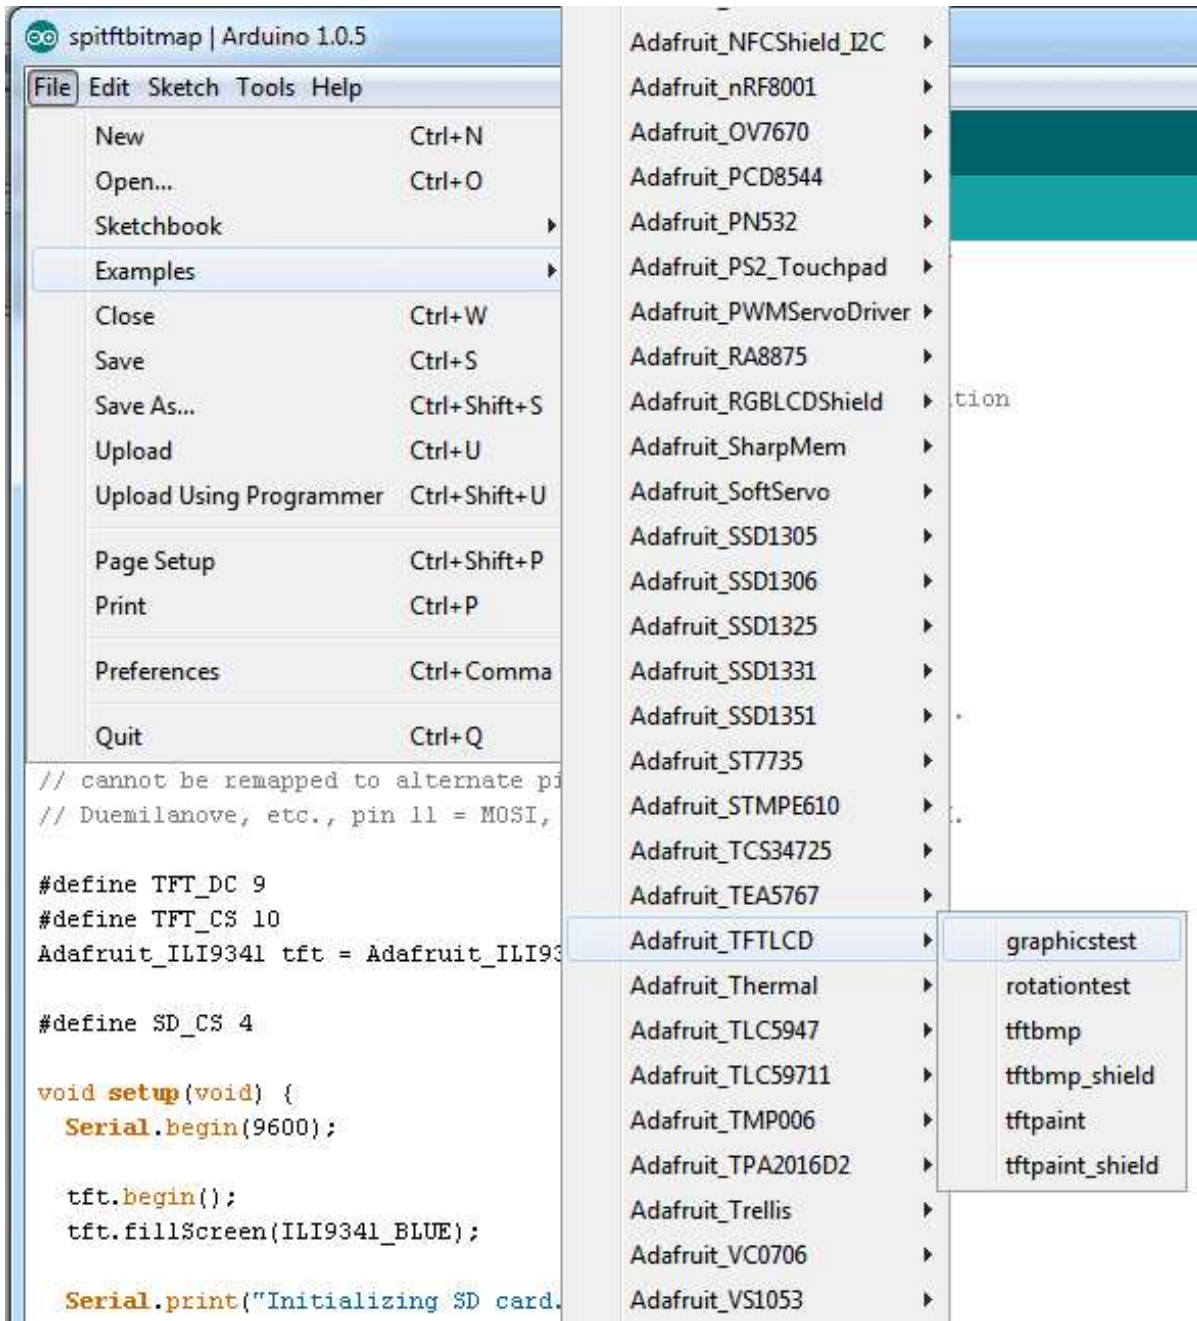 spitftbitmap | Arduino 1.0.5
File Edit Sketch Tools Help
New Ctrl+N
Open... Ctrl+O
Sketchbook
Examples
Close Ctrl+W
Save Ctrl+S
Save As... Ctrl+Shift+S
Upload Ctrl+U
Upload Using Programmer Ctrl+Shift+U
Page Setup Ctrl+Shift+P
Print Ctrl+P
Preferences Ctrl+Comma
Quit Ctrl+Q
// cannot be remapped to alternate pi
// Duemilanove, etc., pin 11 = MOSI,
#define TFT_DC 9
#define TFT_CS 10
Adafruit_ILI9341 tft = Adafruit_ILI93
#define SD_CS 4
void setup(void) {
Serial.begin(9600);
tft.begin();
tft.fillScreen(ILI9341_BLUE);
Serial.print("Initializing SD card.
Adafruit_NFCShield_I2C
Adafruit_nRF8001
Adafruit_OV7670
Adafruit_PCD8544
Adafruit_PN532
Adafruit_PS2_Touchpad
Adafruit_PWMServoDriver
Adafruit_RA8875
Adafruit_RGBLCDShield
Adafruit_SharpMem
Adafruit_SoftServo
Adafruit_SSD1305
Adafruit_SSD1306
Adafruit_SSD1325
Adafruit_SSD1331
Adafruit_SSD1351
Adafruit_ST7735
Adafruit_STMPE610
Adafruit_TCS34725
Adafruit_TEA5767
Adafruit_TFTLCD
Adafruit_Thermal
Adafruit_TLC5947
Adafruit_TLC59711
Adafruit_TMP006
Adafruit_TPA2016D2
Adafruit_Trellis
Adafruit_VC0706
Adafruit_VS1053
tion
graphicstest
rotationtest
tftbmp
tftbmp_shield
tftpaint
tftpaint_shield